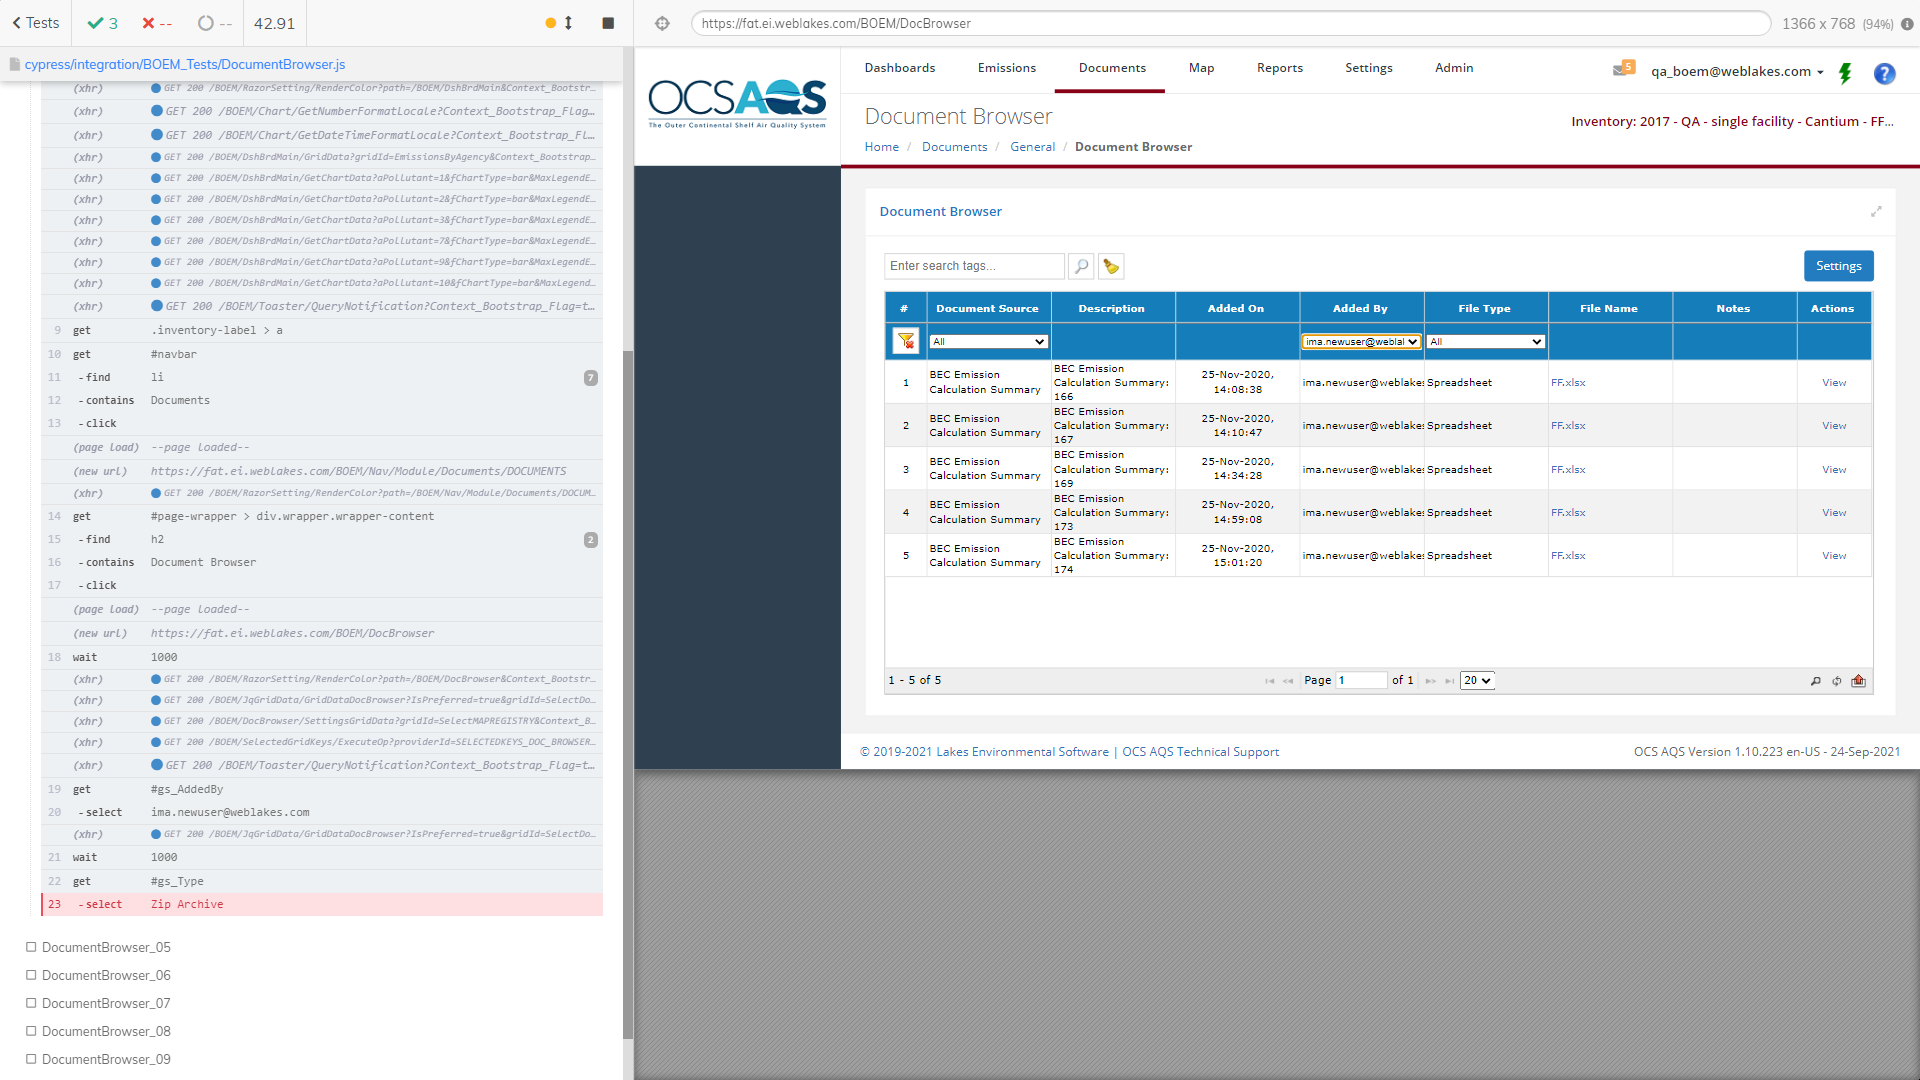 Tests
3
--
--
42.91
https://fat.ei.weblakes.com/BOEM/DocBrowser
1366 x 768 (94%)
cypress/integration/BOEM_Tests/DocumentBrowser.js
(xhr) GET 200 /BOEM/RazorSetting/RenderColor?path=/BOEM/DshBrdMain&Context_Bootstr...
(xhr) GET 200 /BOEM/Chart/GetNumberFormatLocale?Context_Bootstrap_Flag...
(xhr) GET 200 /BOEM/Chart/GetDateTimeFormatLocale?Context_Bootstrap_Fl...
(xhr) GET 200 /BOEM/DshBrdMain/GridData?gridId=EmissionsByAgency&Context_Bootstrap...
(xhr) GET 200 /BOEM/DshBrdMain/GetChartData?aPollutant=1&fChartType=bar&MaxLegendE...
(xhr) GET 200 /BOEM/DshBrdMain/GetChartData?aPollutant=2&fChartType=bar&MaxLegendE...
(xhr) GET 200 /BOEM/DshBrdMain/GetChartData?aPollutant=3&fChartType=bar&MaxLegendE...
(xhr) GET 200 /BOEM/DshBrdMain/GetChartData?aPollutant=7&fChartType=bar&MaxLegendE...
(xhr) GET 200 /BOEM/DshBrdMain/GetChartData?aPollutant=9&fChartType=bar&MaxLegendE...
(xhr) GET 200 /BOEM/DshBrdMain/GetChartData?aPollutant=10&fChartType=bar&MaxLegend...
(xhr) GET 200 /BOEM/Toaster/QueryNotification?Context_Bootstrap_Flag=t...
9 get .inventory-label > a
10 get #navbar
11 -find li 7
12 -contains Documents
13 -click
(page load) --page loaded--
(new url) https://fat.ei.weblakes.com/BOEM/Nav/Module/Documents/DOCUMENTS
(xhr) GET 200 /BOEM/RazorSetting/RenderColor?path=/BOEM/Nav/Module/Documents/DOCUM...
14 get #page-wrapper > div.wrapper.wrapper-content
15 -find h2 2
16 -contains Document Browser
17 -click
(page load) --page loaded--
(new url) https://fat.ei.weblakes.com/BOEM/DocBrowser
18 wait 1000
(xhr) GET 200 /BOEM/RazorSetting/RenderColor?path=/BOEM/DocBrowser&Context_Bootstr...
(xhr) GET 200 /BOEM/JqGridData/GridDataDocBrowser?IsPreferred=true&gridId=SelectDo...
(xhr) GET 200 /BOEM/DocBrowser/SettingsGridData?gridId=SelectMAPREGISTRY&Context_B...
(xhr) GET 200 /BOEM/SelectedGridKeys/ExecuteOp?providerId=SELECTEDKEYS_DOC_BROWSER...
(xhr) GET 200 /BOEM/Toaster/QueryNotification?Context_Bootstrap_Flag=t...
19 get #gs_AddedBy
20 -select ima.newuser@weblakes.com
(xhr) GET 200 /BOEM/JqGridData/GridDataDocBrowser?IsPreferred=true&gridId=SelectDo...
21 wait 1000
22 get #gs_Type
23 -select Zip Archive
DocumentBrowser_05
DocumentBrowser_06
DocumentBrowser_07
DocumentBrowser_08
DocumentBrowser_09
OCSAQS
The Outer Continental Shelf Air Quality System
Dashboards Emissions Documents Map Reports Settings Admin
5 qa_boem@weblakes.com ?
Document Browser
Inventory: 2017 - QA - single facility - Cantium - FF...
Home / Documents / General / Document Browser
Document Browser
Enter search tags...
Settings
# Document Source Description Added On Added By File Type File Name Notes Actions
All ima.newuser@weblal All
1 BEC Emission Calculation Summary BEC Emission Calculation Summary: 166 25-Nov-2020, 14:08:38 ima.newuser@weblakes Spreadsheet FF.xlsx View
2 BEC Emission Calculation Summary BEC Emission Calculation Summary: 167 25-Nov-2020, 14:10:47 ima.newuser@weblakes Spreadsheet FF.xlsx View
3 BEC Emission Calculation Summary BEC Emission Calculation Summary: 169 25-Nov-2020, 14:34:28 ima.newuser@weblakes Spreadsheet FF.xlsx View
4 BEC Emission Calculation Summary BEC Emission Calculation Summary: 173 25-Nov-2020, 14:59:08 ima.newuser@weblakes Spreadsheet FF.xlsx View
5 BEC Emission Calculation Summary BEC Emission Calculation Summary: 174 25-Nov-2020, 15:01:20 ima.newuser@weblakes Spreadsheet FF.xlsx View
1 - 5 of 5
Page 1 of 1 20
© 2019-2021 Lakes Environmental Software | OCS AQS Technical Support
OCS AQS Version 1.10.223 en-US - 24-Sep-2021